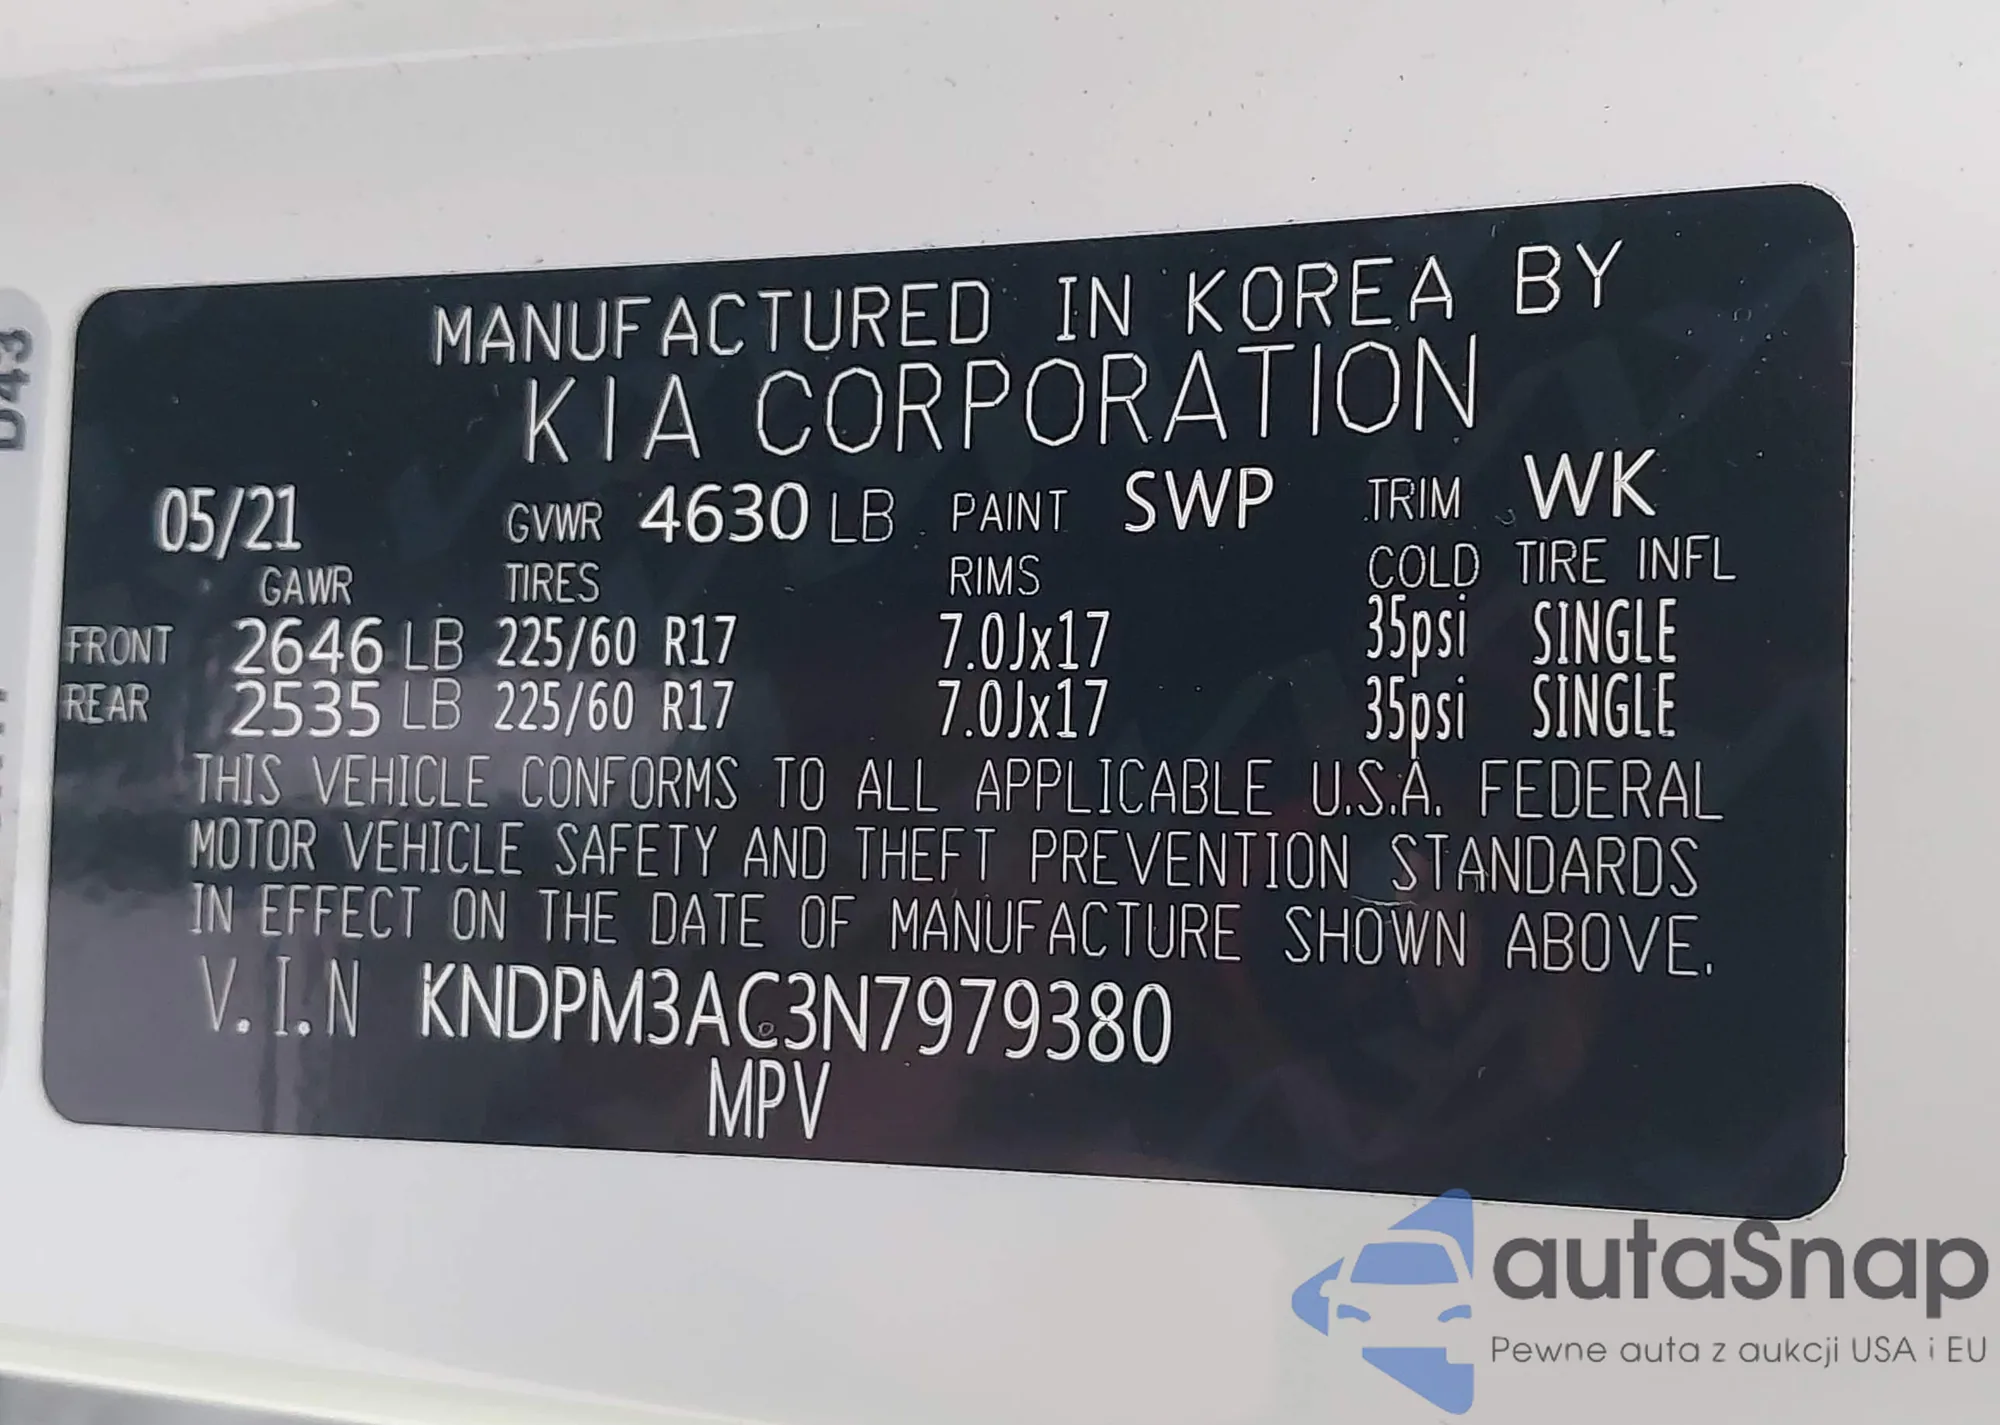 MANUFACTURED IN KOREA BY
KIA CORPORATION
05/21 GVWR 4630 LB PAINT SWP TRIM WK
GAWR TIRES RIMS COLD TIRE INFL
FRONT 2646 LB 225/60 R17 7.0Jx17 35psi SINGLE
REAR 2535 LB 225/60 R17 7.0Jx17 35psi SINGLE
THIS VEHICLE CONFORMS TO ALL APPLICABLE U.S.A. FEDERAL
MOTOR VEHICLE SAFETY AND THEFT PREVENTION STANDARDS
IN EFFECT ON THE DATE OF MANUFACTURE SHOWN ABOVE.
V.I.N KNDPM3AC3N7979380
MPV
D43
autaSnap
Pewne auta z aukcji USA i EU